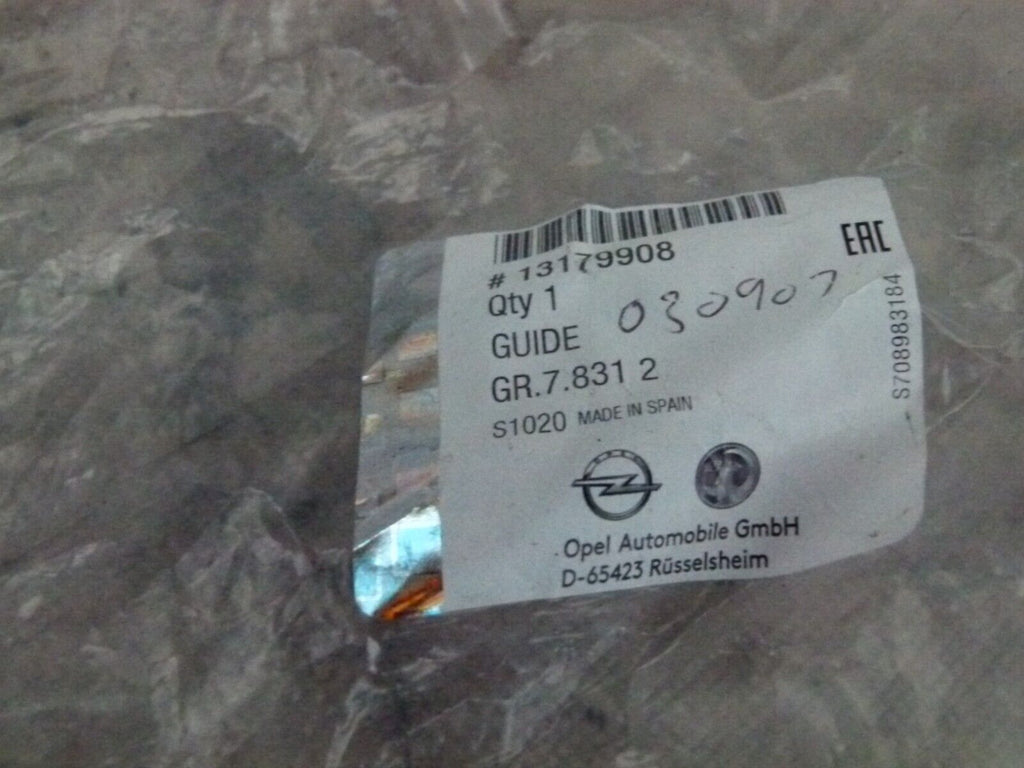 # 13179908
EAC
Qty 1
030907
GUIDE
GR.7.831 2
S1020 MADE IN SPAIN
S708983184
OPEL
Opel Automobile GmbH
D-65423 Rüsselsheim